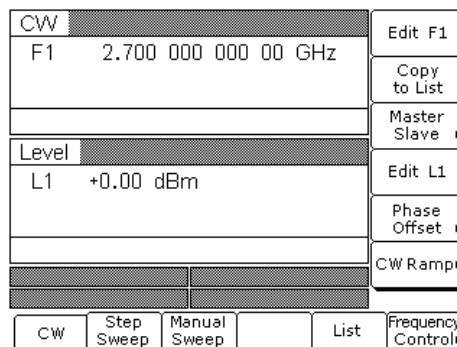 CW
F1 2.700 000 000 00 GHz
Level
L1 +0.00 dBm
Edit F1
Copy
to List
Master
Slave
Edit L1
Phase
Offset
CW Ramp
CW
Step
Sweep
Manual
Sweep
List
Frequency
Control